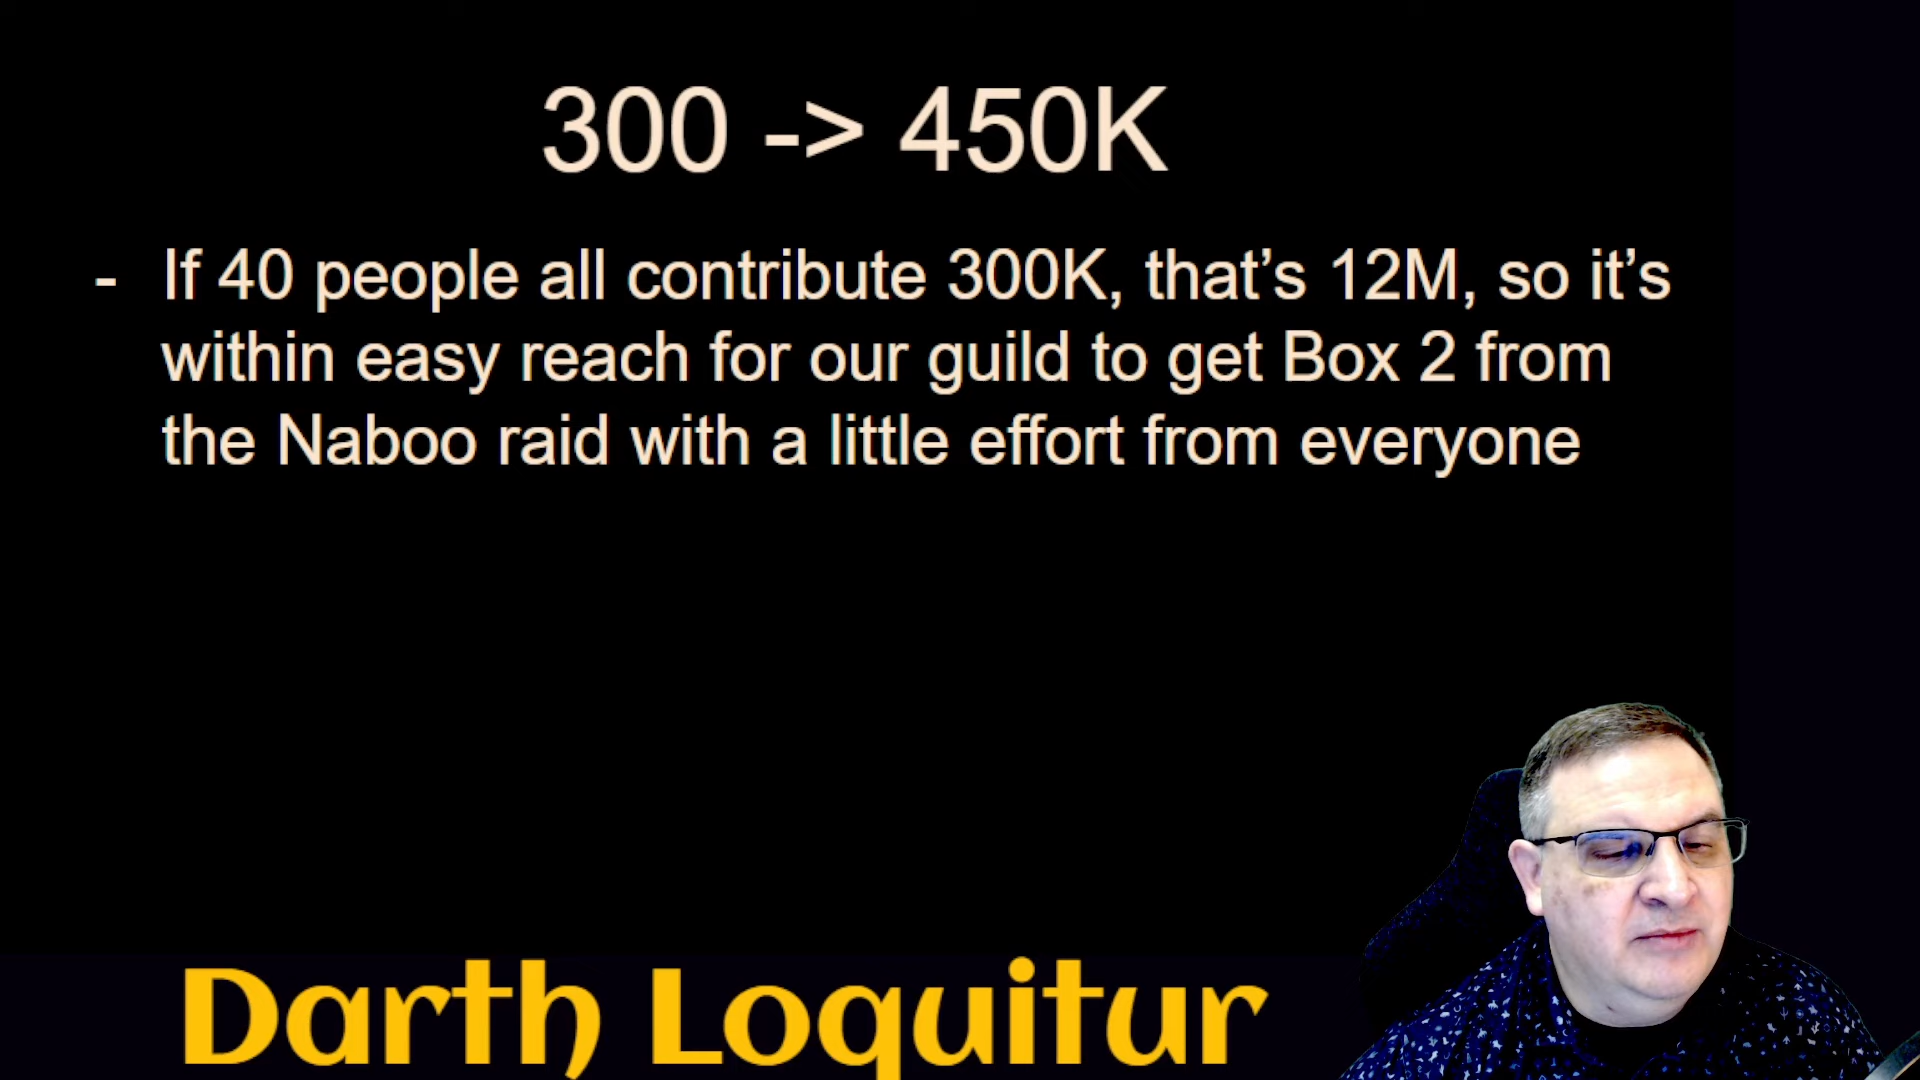 300 -> 450K
- If 40 people all contribute 300K, that’s 12M, so it’s
within easy reach for our guild to get Box 2 from
the Naboo raid with a little effort from everyone
Darth Loquitur